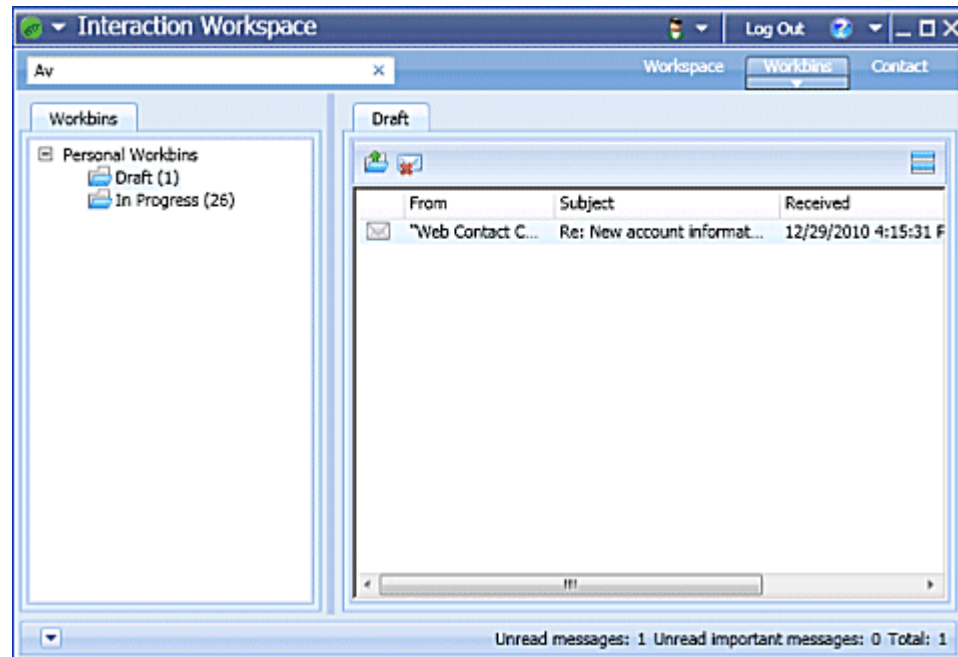 Interaction Workspace Log Out
Av Workspace Workbins Contact
Workbins Draft
Personal Workbins
Draft (1)
In Progress (26)
From Subject Received
"Web Contact C... Re: New account informat... 12/29/2010 4:15:31 P
Unread messages: 1 Unread important messages: 0 Total: 1